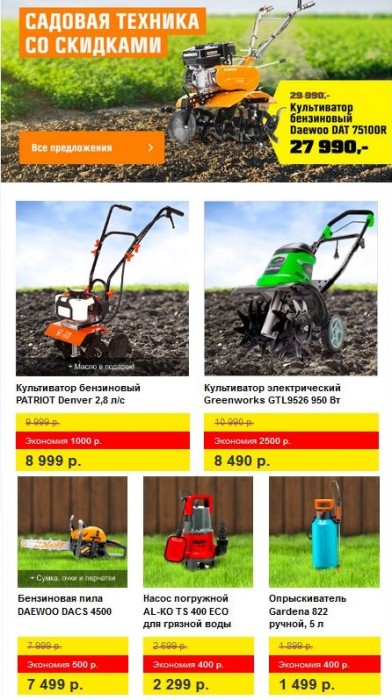 САДОВАЯ ТЕХНИКА
СО СКИДКАМИ
29 990,-
Культиватор
бензиновый
Daewoo DAT 75100R
27 990,-
Все предложения >
+ Масло в подарок!
Культиватор бензиновый
PATRIOT Denver 2,8 л/с
9 999 р.
Экономия 1000 р.
8 999 р.
Культиватор электрический
Greenworks GTL9526 950 Вт
10 990 р.
Экономия 2500 р.
8 490 р.
+ Сумка, очки и перчатки
Бензиновая пила
DAEWOO DACS 4500
7 999 р.
Экономия 500 р.
7 499 р.
Насос погружной
AL-KO TS 400 ECO
для грязной воды
2 699 р.
Экономия 400 р.
2 299 р.
Опрыскиватель
Gardena 822
ручной, 5 л
1 899 р.
Экономия 400 р.
1 499 р.